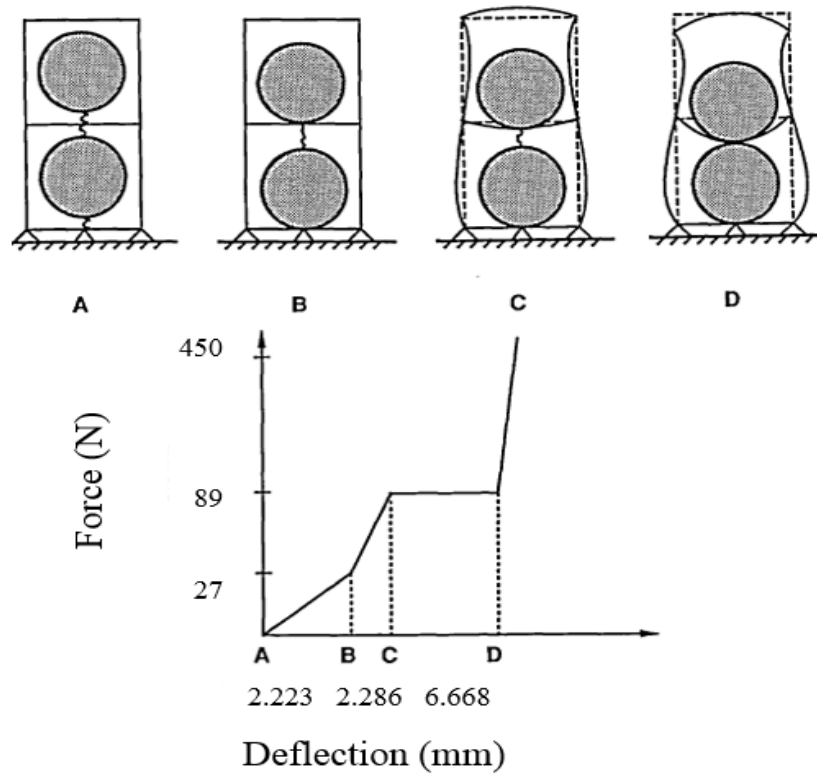 A B C D
450
89
27
Force (N)
A B C D
2.223 2.286 6.668
Deflection (mm)